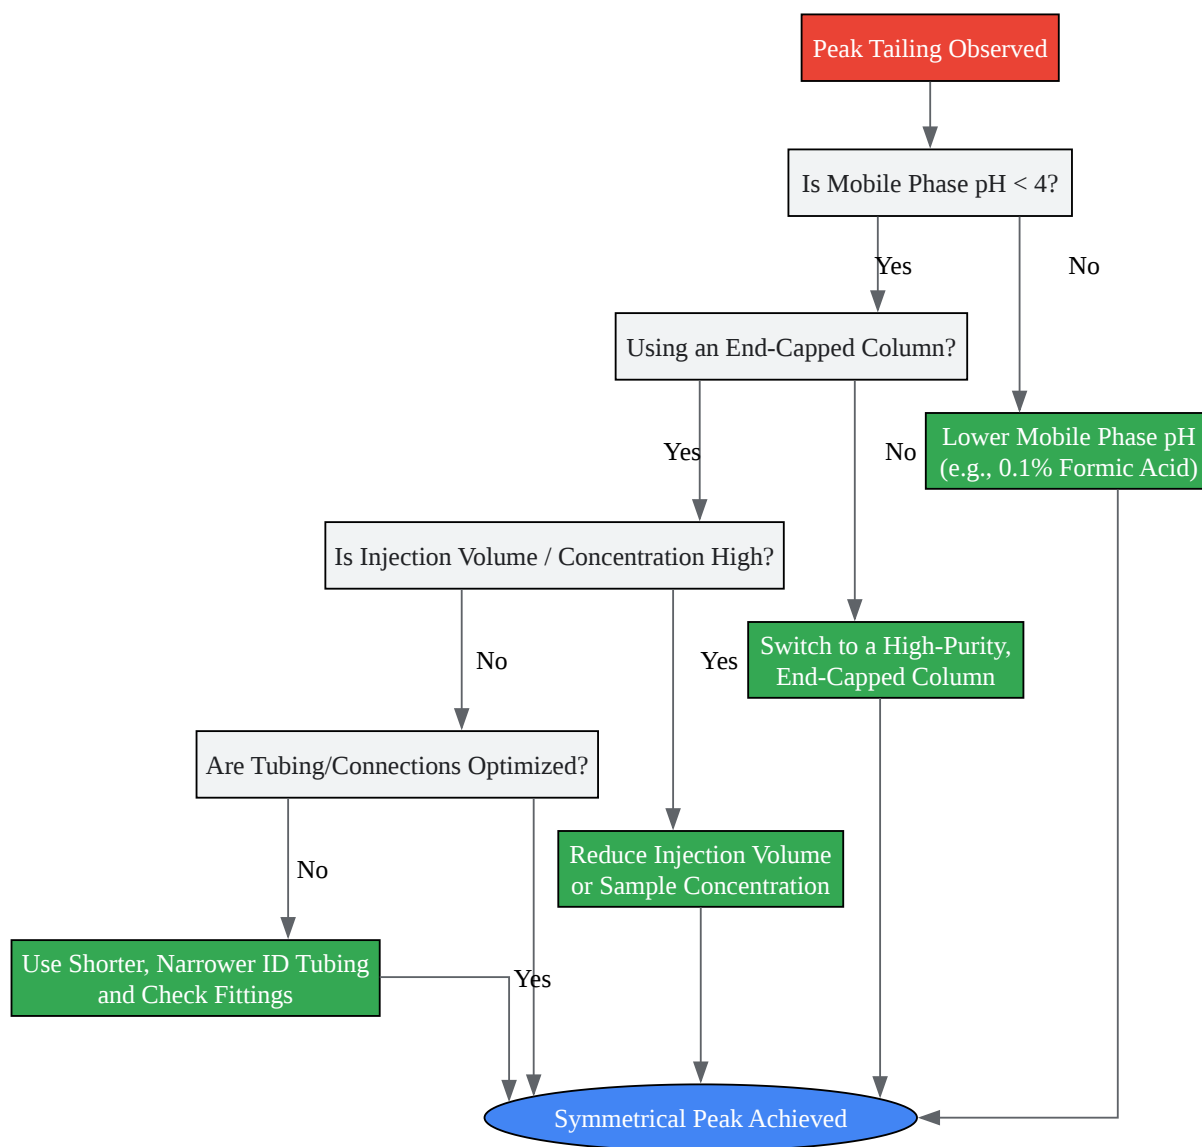 Peak Tailing Observed
Is Mobile Phase pH < 4?
Yes
No
Using an End-Capped Column?
Lower Mobile Phase pH
(e.g., 0.1% Formic Acid)
Yes
No
Is Injection Volume / Concentration High?
No
Yes
Switch to a High-Purity,
End-Capped Column
Are Tubing/Connections Optimized?
No
Reduce Injection Volume
or Sample Concentration
Use Shorter, Narrower ID Tubing
and Check Fittings
Yes
Symmetrical Peak Achieved